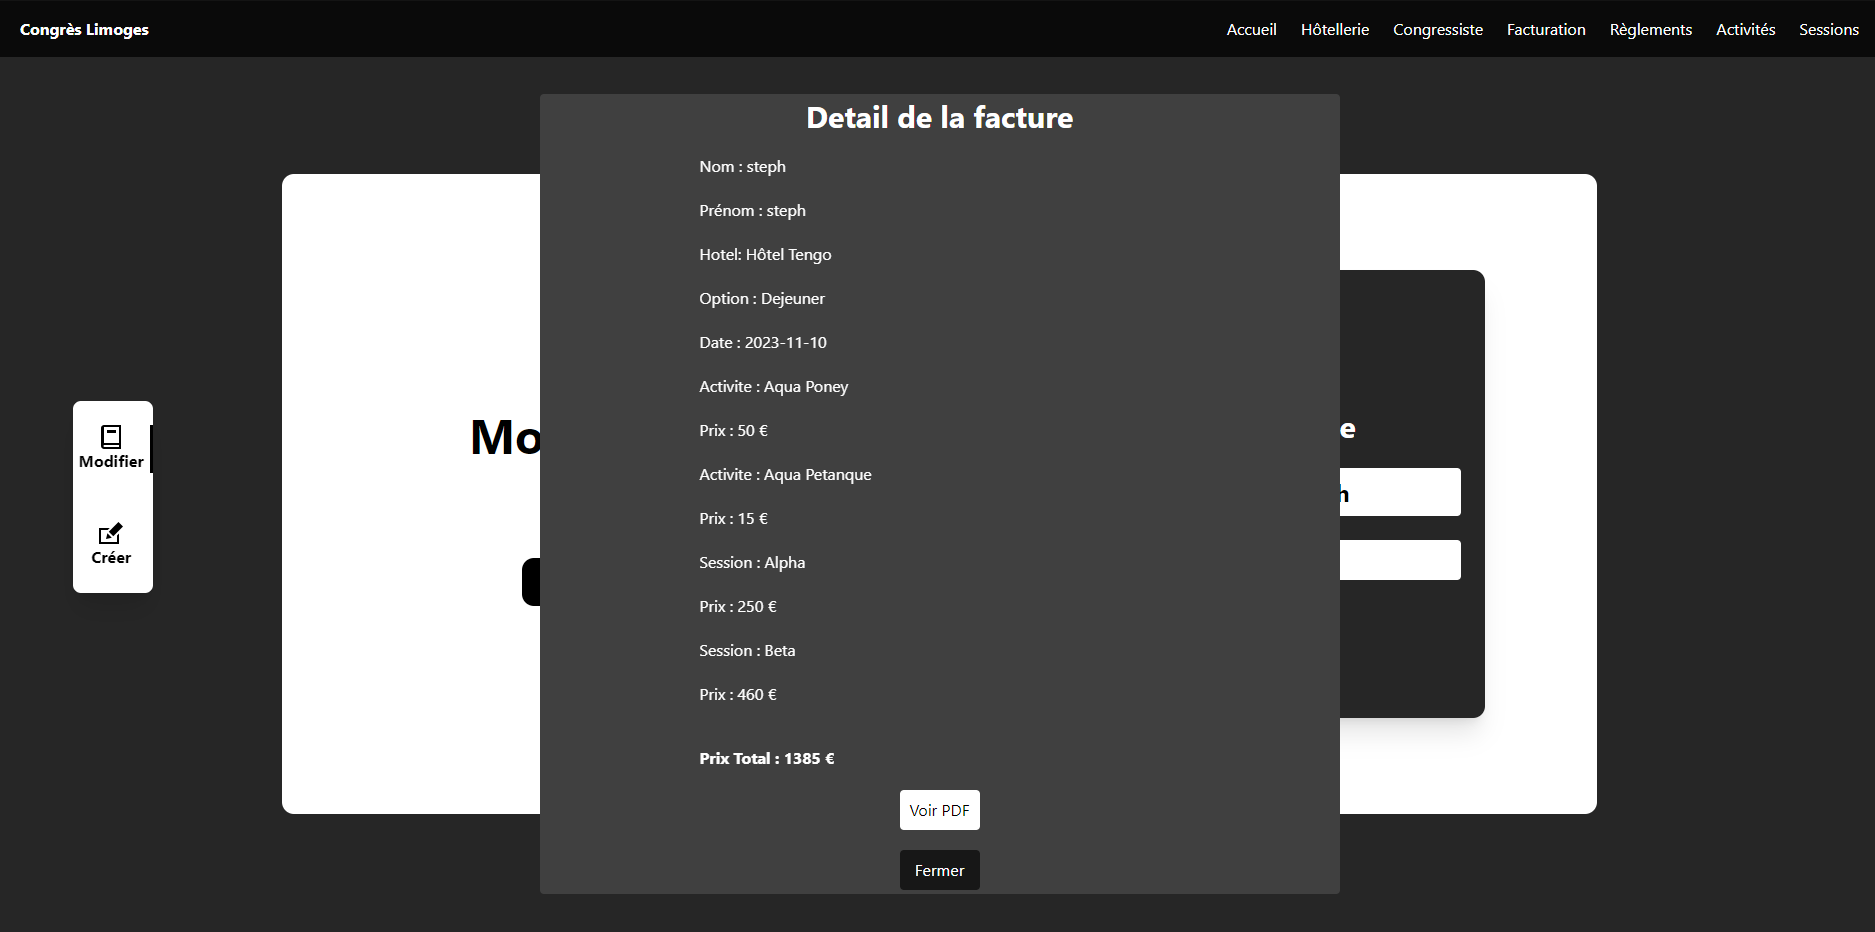 Congrès Limoges
Accueil Hôtellerie Congressiste Facturation Règlements Activités Sessions
Detail de la facture
Nom : steph
Prénom : steph
Hotel: Hôtel Tengo
Option : Dejeuner
Date : 2023-11-10
Activite : Aqua Poney
Prix : 50 €
Activite : Aqua Petanque
Prix : 15 €
Session : Alpha
Prix : 250 €
Session : Beta
Prix : 460 €
Prix Total : 1385 €
Voir PDF
Fermer
Modifier
Créer